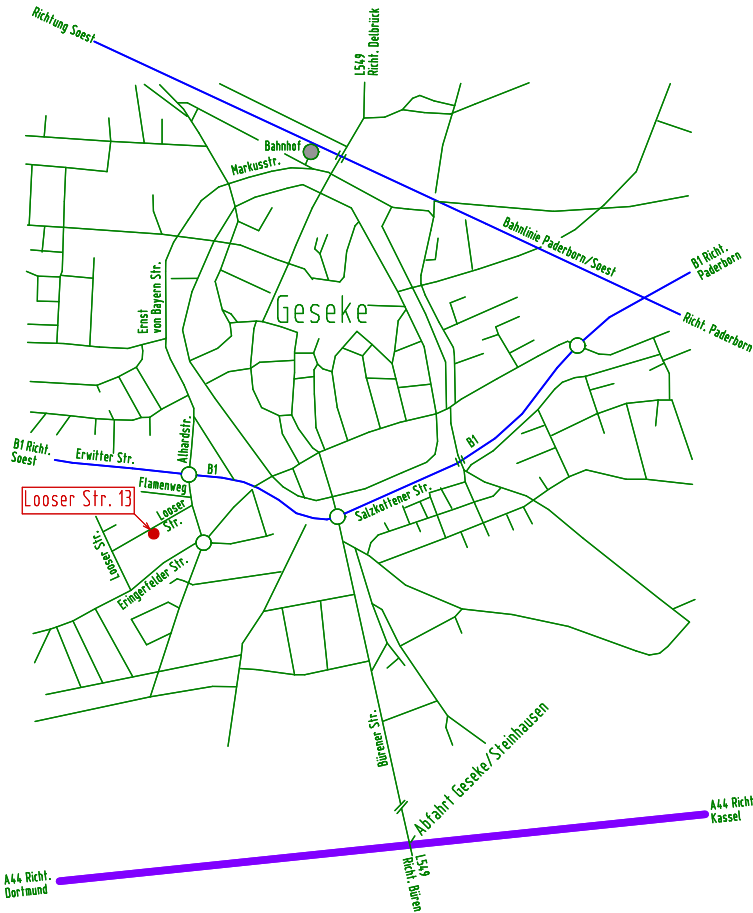 Richtung Soest
L549
Richt. Delbrück
Bahnhof
Markusstr.
Bahnlinie Paderborn/Soest
B1 Richt.
Paderborn
Richt. Paderborn
Ernst
von Bayern Str.
Geseke
Athardstr.
B1 Richt.
Soest
Erwitter Str.
B1
B1
Flamenweg
Looser Str. 13
Looser
Str.
Salzkottener Str.
Looser Str.
Eringerfelder Str.
Bürener Str.
Abfahrt Geseke/Steinhausen
A44 Richt
Kassel
A44 Richt.
Dortmund
L549
Richt. Büren